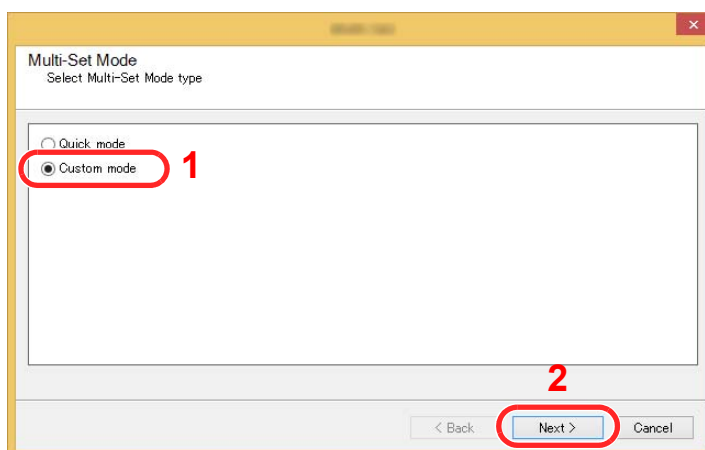 Multi-Set Mode
Select Multi-Set Mode type
Quick mode
Custom mode
1
2
< Back
Next >
Cancel